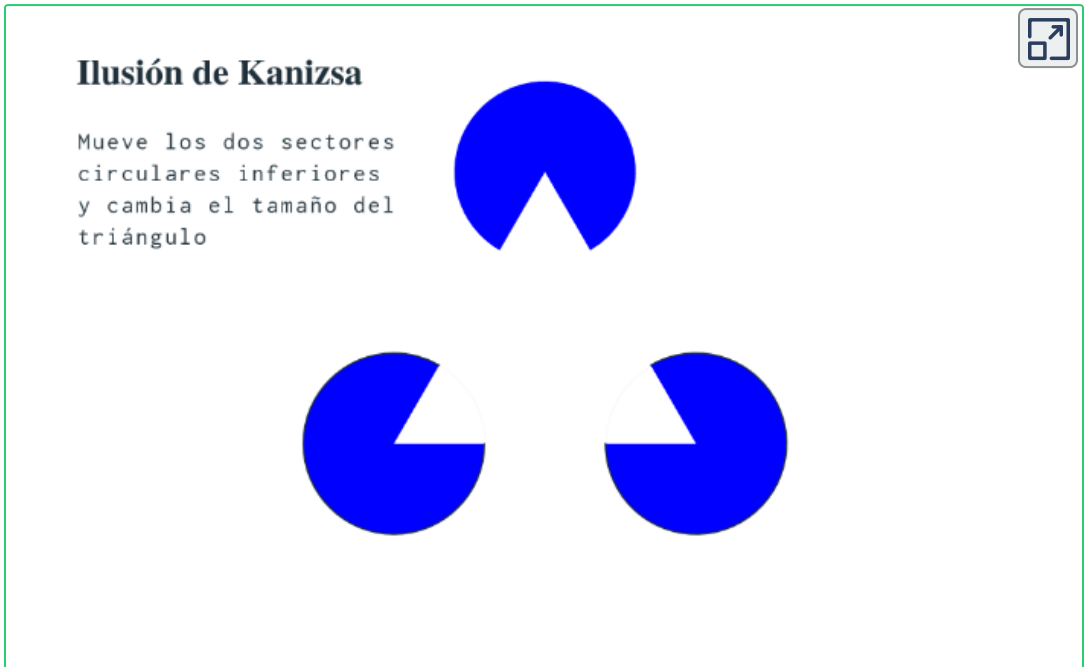 Ilusión de Kanizsa
Mueve los dos sectores
circulares inferiores
y cambia el tamaño del
triángulo